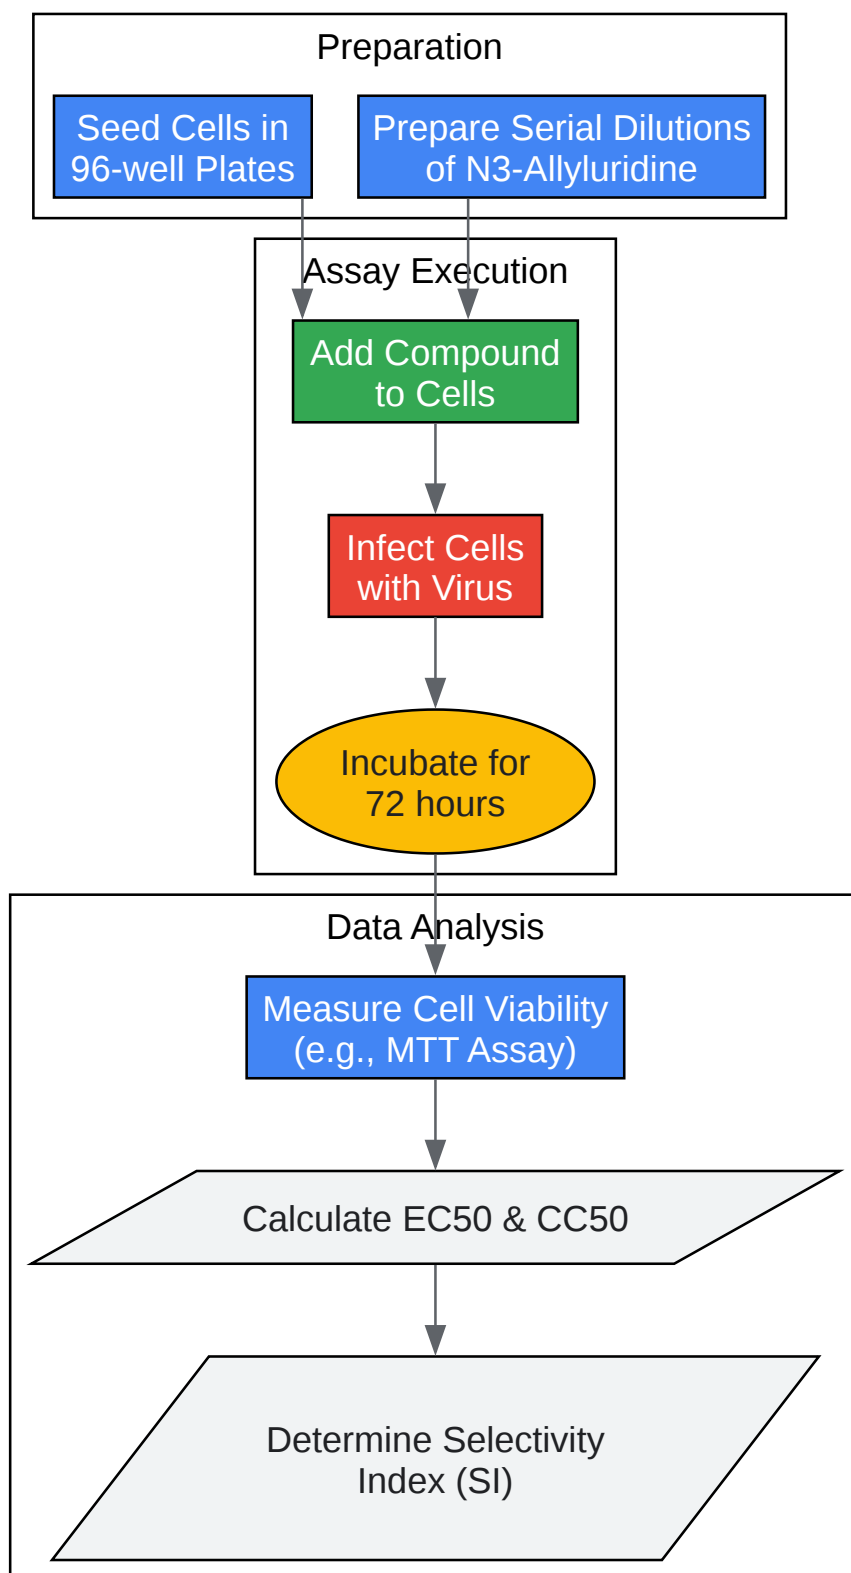 Preparation
Seed Cells in
96-well Plates
Prepare Serial Dilutions
of N3-Allyluridine
Assay Execution
Add Compound
to Cells
Infect Cells
with Virus
Incubate for
72 hours
Data Analysis
Measure Cell Viability
(e.g., MTT Assay)
Calculate EC50 & CC50
Determine Selectivity
Index (SI)